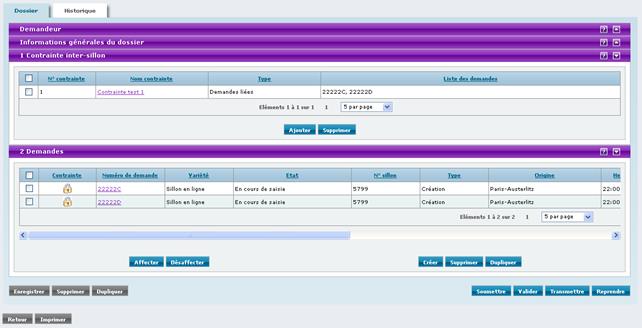 Dossier Historique
Demandeur
Informations générales du dossier
1 Contrainte inter-sillon
N° contrainte Nom contrainte Type Liste des demandes
1 Contrainte test 1 Demandes liées 22222C, 22222D
Eléments 1 à 1 sur 1 1 5 par page
Ajouter Supprimer
2 Demandes
Contrainte Numéro de demande Variété Etat N° sillon Type Origine He
22222C Sillon en ligne En cours de saisie 5799 Création Paris-Austerlitz 22:00
22222D Sillon en ligne En cours de saisie 5799 Création Paris-Austerlitz 22:00
Eléments 1 à 2 sur 2 1 5 par page
Affecter Désaffecter Créer Supprimer Dupliquer
Enregistrer Supprimer Dupliquer Soumettre Valider Transmettre Reprendre
Retour Imprimer